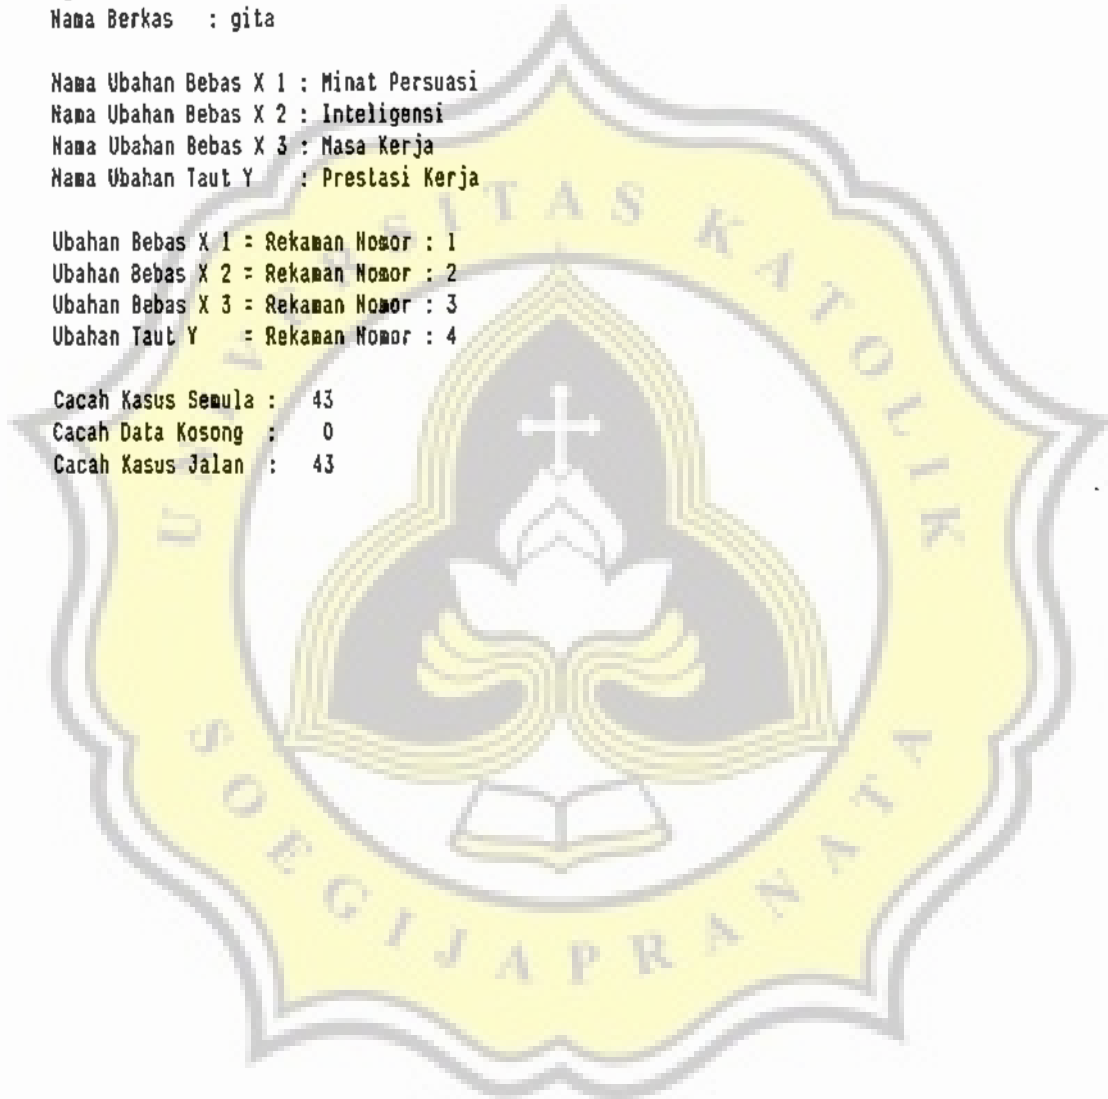 Nama Berkas : gita
Nama Ubahan Bebas X 1 : Minat Persuasi
Nama Ubahan Bebas X 2 : Inteligensi
Nama Ubahan Bebas X 3 : Masa Kerja
Nama Ubahan Taut Y : Prestasi Kerja
Ubahan Bebas X 1 = Rekaman Nomor : 1
Ubahan Bebas X 2 = Rekaman Nomor : 2
Ubahan Bebas X 3 = Rekaman Nomor : 3
Ubahan Taut Y = Rekaman Nomor : 4
Cacah Kasus Semula : 43
Cacah Data Kosong : 0
Cacah Kasus Jalan : 43
UNIVERSITAS KATOLIK
SOEGIJAPRANATA